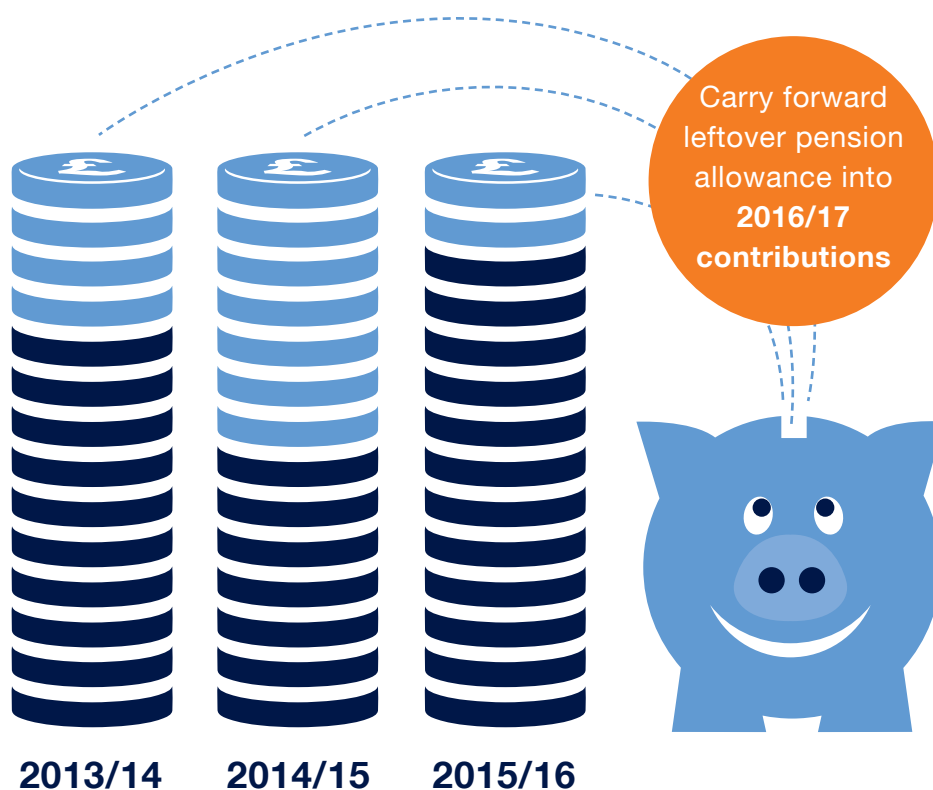 £ £ £
Carry forward
leftover pension
allowance into
2016/17
contributions
2013/14 2014/15 2015/16